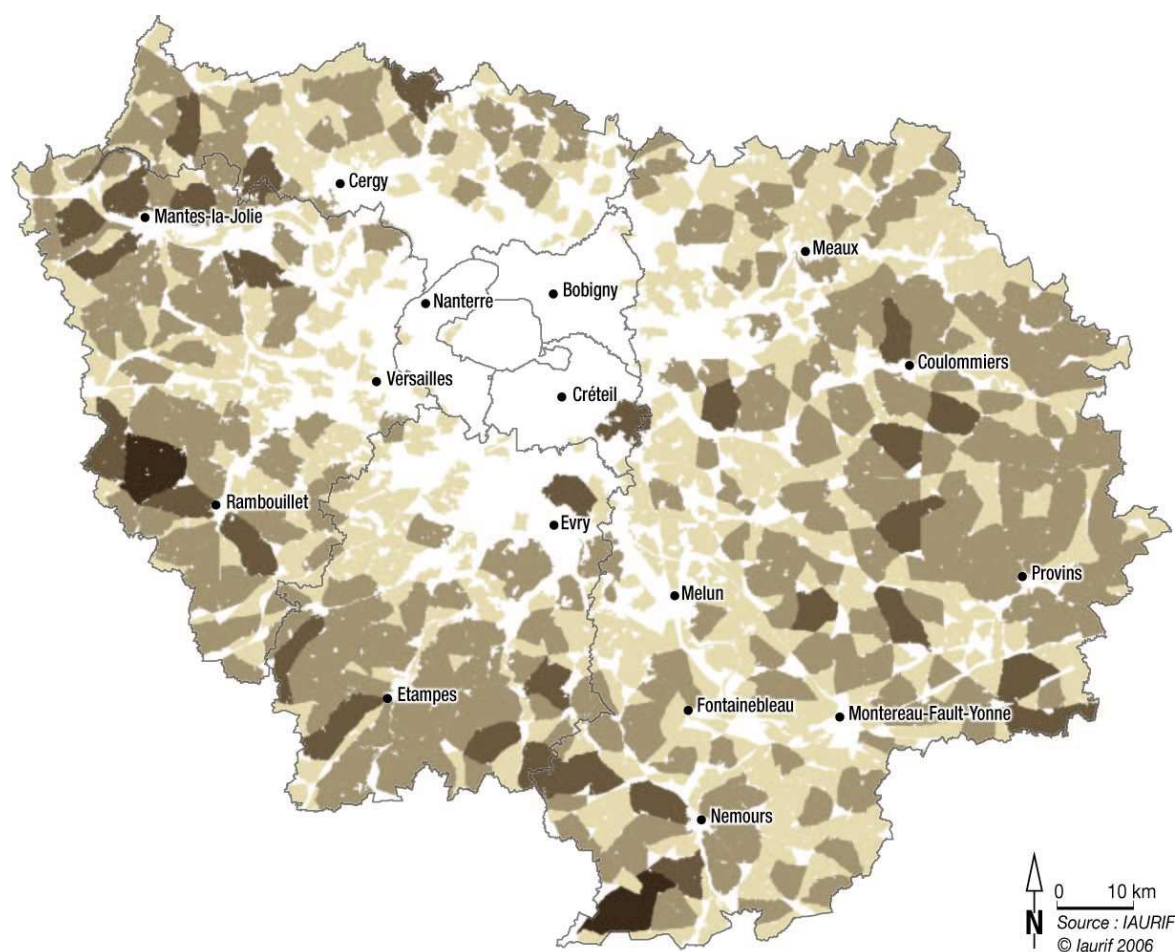 Cergy
Mantes-la-Jolie
Meaux
Bobigny
Nanterre
Coulommiers
Versailles
Créteil
Rambouillet
Evry
Provins
Melun
Etampes
Fontainebleau
Montereau-Fault-Yonne
Nemours
0 10 km
N
Source : IAURIF
© Iaurif 2006